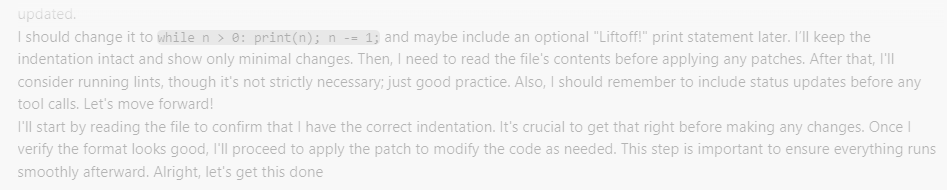 updated.
I should change it to while n > 0: print(n); n -= 1; and maybe include an optional "Liftoff!" print statement later. I'll keep the
indentation intact and show only minimal changes. Then, I need to read the file's contents before applying any patches. After that, I'll
consider running lints, though it's not strictly necessary; just good practice. Also, I should remember to include status updates before any
tool calls. Let's move forward!
I'll start by reading the file to confirm that I have the correct indentation. It's crucial to get that right before making any changes. Once I
verify the format looks good, I'll proceed to apply the patch to modify the code as needed. This step is important to ensure everything runs
smoothly afterward. Alright, let's get this done